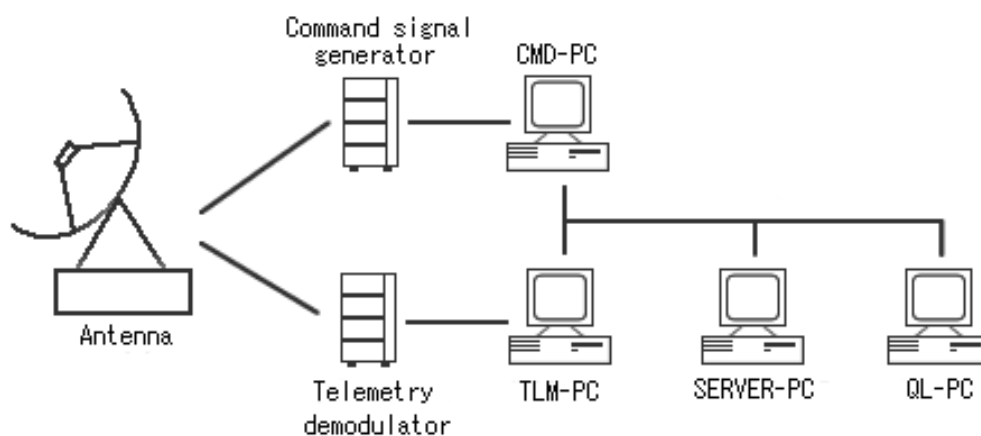 Command signal
generator
CMD-PC
Antenna
Telemetry
demodulator
TLM-PC
SERVER-PC
QL-PC